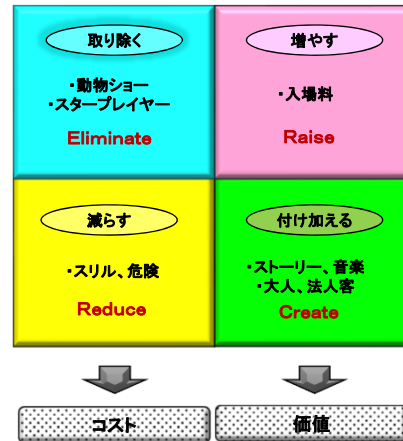 取り除く
・動物ショー
・スタープレイヤー
Eliminate
増やす
・入場料
Raise
減らす
・スリル、危険
Reduce
付け加える
・ストーリー、音楽
・大人、法人客
Create
コスト
価値